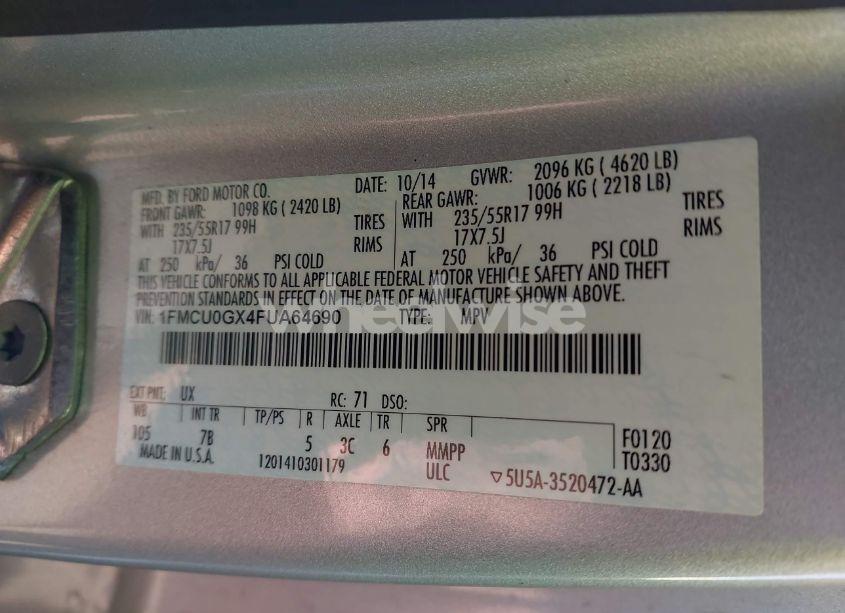 MFD. BY FORD MOTOR CO. DATE: 10/14 GVWR: 2096 KG ( 4620 LB)
FRONT GAWR: 1098 KG ( 2420 LB) REAR GAWR: 1006 KG ( 2218 LB)
WITH 235/55R17 99H TIRES WITH 235/55R17 99H TIRES
17X7.5J RIMS 17X7.5J RIMS
AT 250 kPa/ 36 PSI COLD AT 250 kPa/ 36 PSI COLD
THIS VEHICLE CONFORMS TO ALL APPLICABLE FEDERAL MOTOR VEHICLE SAFETY AND THEFT
PREVENTION STANDARDS IN EFFECT ON THE DATE OF MANUFACTURE SHOWN ABOVE.
VIN: 1FMCU0GX4FUA64690 TYPE: MPV
wheelwise
EXT PNT: UX RC: 71 DSO:
WB INT TR TP/PS R AXLE TR SPR
105 7B 5 3C 6 MMPP F0120
MADE IN U.S.A. 1201410301179 ULC T0330
▽5U5A-3520472-AA